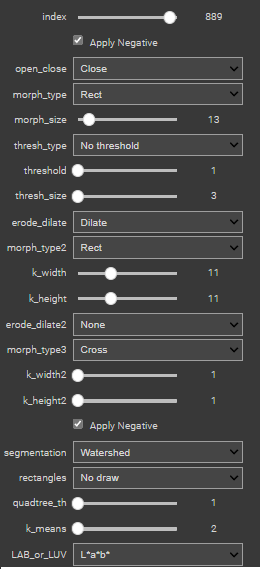 index 889
Apply Negative
open_close Close
morph_type Rect
morph_size 13
thresh_type No threshold
threshold 1
thresh_size 3
erode_dilate Dilate
morph_type2 Rect
k_width 11
k_height 11
erode_dilate2 None
morph_type3 Cross
k_width2 1
k_height2 1
Apply Negative
segmentation Watershed
rectangles No draw
quadtree_th 1
k_means 2
LAB_or_LUV L*a*b*